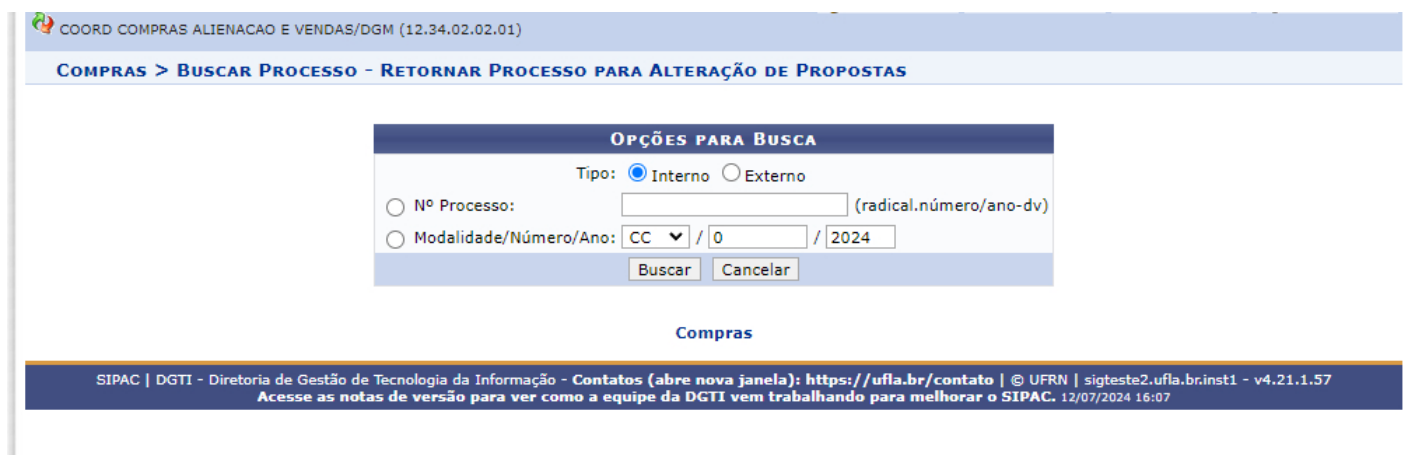 COORD COMPRAS ALIENACAO E VENDAS/DGM (12.34.02.02.01)
Compras > Buscar Processo - Retornar Processo para Alteração de Propostas
Opções para Busca
Tipo: Interno Externo
Nº Processo: (radical.número/ano-dv)
Modalidade/Número/Ano: CC / 0 / 2024
Buscar Cancelar
Compras
SIPAC | DGTI - Diretoria de Gestão de Tecnologia da Informação - Contatos (abre nova janela): https://ufla.br/contato | © UFRN | sigteste2.ufla.br.inst1 - v4.21.1.57
Acesse as notas de versão para ver como a equipe da DGTI vem trabalhando para melhorar o SIPAC. 12/07/2024 16:07